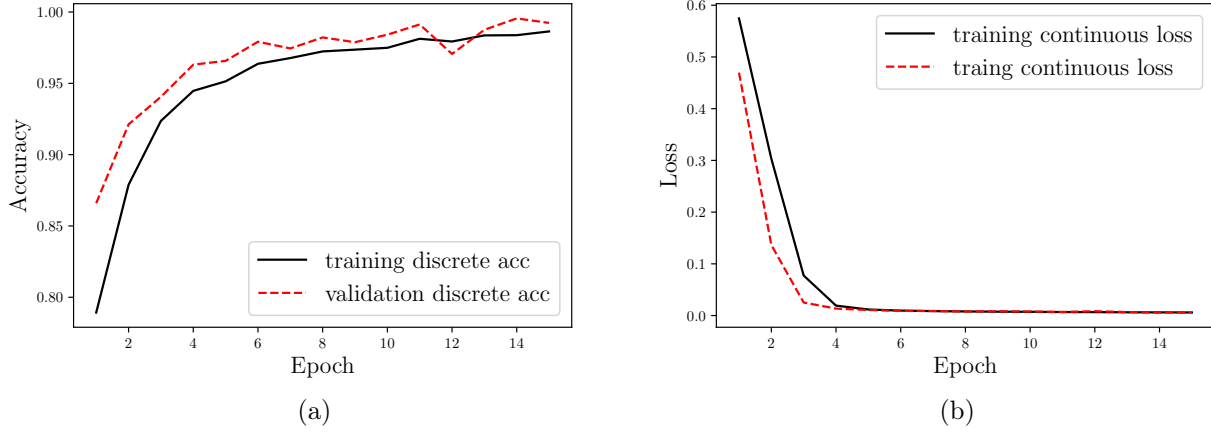 1.00
0.95
0.90
0.85
0.80
Accuracy
training discrete acc
validation discrete acc
2 4 6 8 10 12 14
Epoch
(a)
0.6
0.5
0.4
0.3
0.2
0.1
0.0
Loss
training continuous loss
traing continuous loss
2 4 6 8 10 12 14
Epoch
(b)